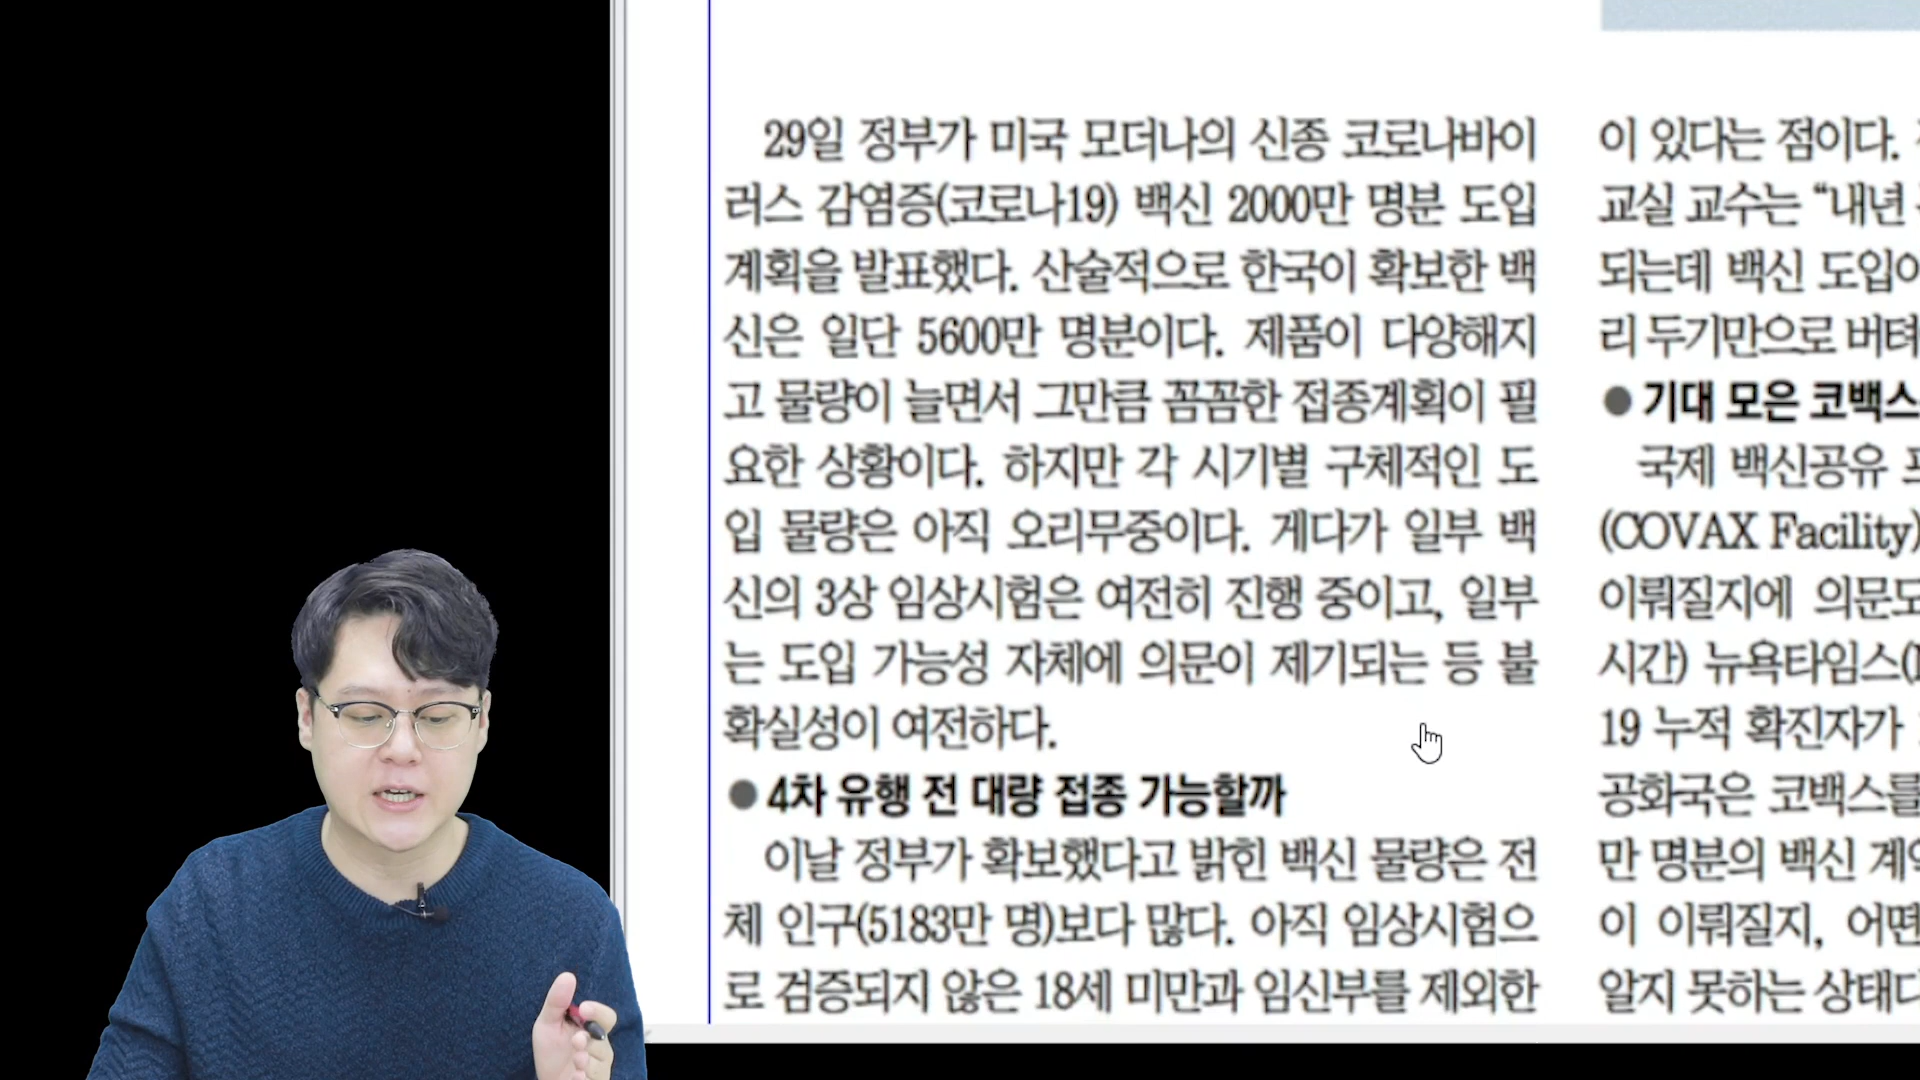 29일 정부가 미국 모더나의 신종 코로나바이
러스 감염증(코로나19) 백신 2000만 명분 도입
계획을 발표했다. 산술적으로 한국이 확보한 백
신은 일단 5600만 명분이다. 제품이 다양해지
고 물량이 늘면서 그만큼 꼼꼼한 접종계획이 필
요한 상황이다. 하지만 각 시기별 구체적인 도
입 물량은 아직 오리무중이다. 게다가 일부 백
신의 3상 임상시험은 여전히 진행 중이고, 일부
는 도입 가능성 자체에 의문이 제기되는 등 불
확실성이 여전하다.
● 4차 유행 전 대량 접종 가능할까
이날 정부가 확보했다고 밝힌 백신 물량은 전
체 인구(5183만 명)보다 많다. 아직 임상시험으
로 검증되지 않은 18세 미만과 임신부를 제외한
이 있다는 점이다.
교실 교수는 “내년
되는데 백신 도입이
리 두기만으로 버텨
● 기대 모은 코백스
국제 백신공유
(COVAX Facility)
이뤄질지에 의문도
시간) 뉴욕타임스(
19 누적 확진자가
공화국은 코백스를
만 명분의 백신 계약
이 이뤄질지, 어떤
알지 못하는 상태다